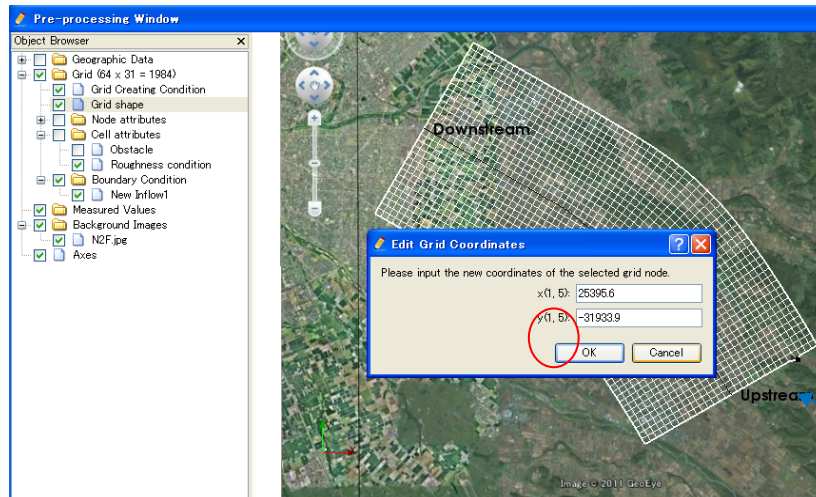 Pre-processing Window
Object Browser
Geographic Data
Grid (64 x 31 = 1984)
Grid Creating Condition
Grid shape
Node attributes
Cell attributes
Obstacle
Roughness condition
Boundary Condition
New Inflow1
Measured Values
Background Images
N2F.jpg
Axes
Downstream
Edit Grid Coordinates
Please input the new coordinates of the selected grid node.
x(1, 5): 25395.6
y(1, 5): -31933.9
OK Cancel
Upstream
Image © 2011 GeoEye